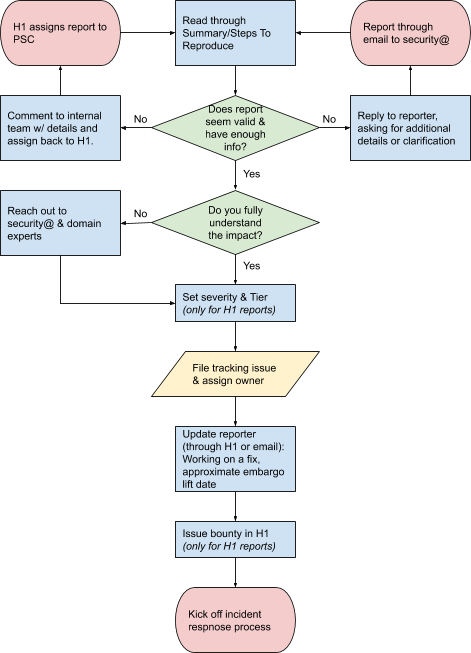 H1 assigns report to
PSC
Read through
Summary/Steps To
Reproduce
Report through
email to security@
Does report
seem valid &
have enough
info?
No
No
Comment to internal
team w/ details and
assign back to H1.
Reply to reporter,
asking for additional
details or clarification
Yes
Do you fully
understand
the impact?
No
Reach out to
security@ & domain
experts
Yes
Set severity & Tier
(only for H1 reports)
File tracking issue
& assign owner
Update reporter
(through H1 or email):
Working on a fix,
approximate embargo
lift date
Issue bounty in H1
(only for H1 reports)
Kick off incident
respnose process